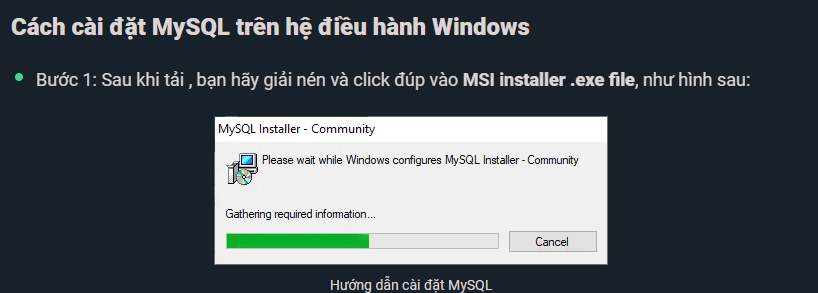 Cách cài đặt MySQL trên hệ điều hành Windows
Bước 1: Sau khi tải , bạn hãy giải nén và click đúp vào MSI installer .exe file, như hình sau:
MySQL Installer - Community
Please wait while Windows configures MySQL Installer - Community
Gathering required information...
Cancel
Hướng dẫn cài đặt MySQL